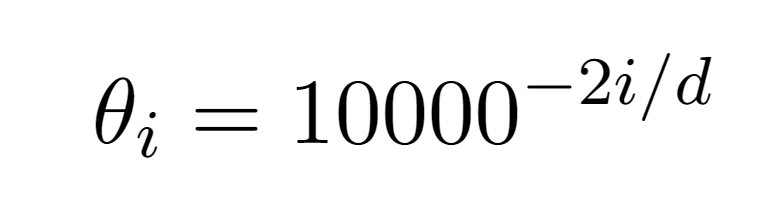 θ_i = 10000^{-2i/d}